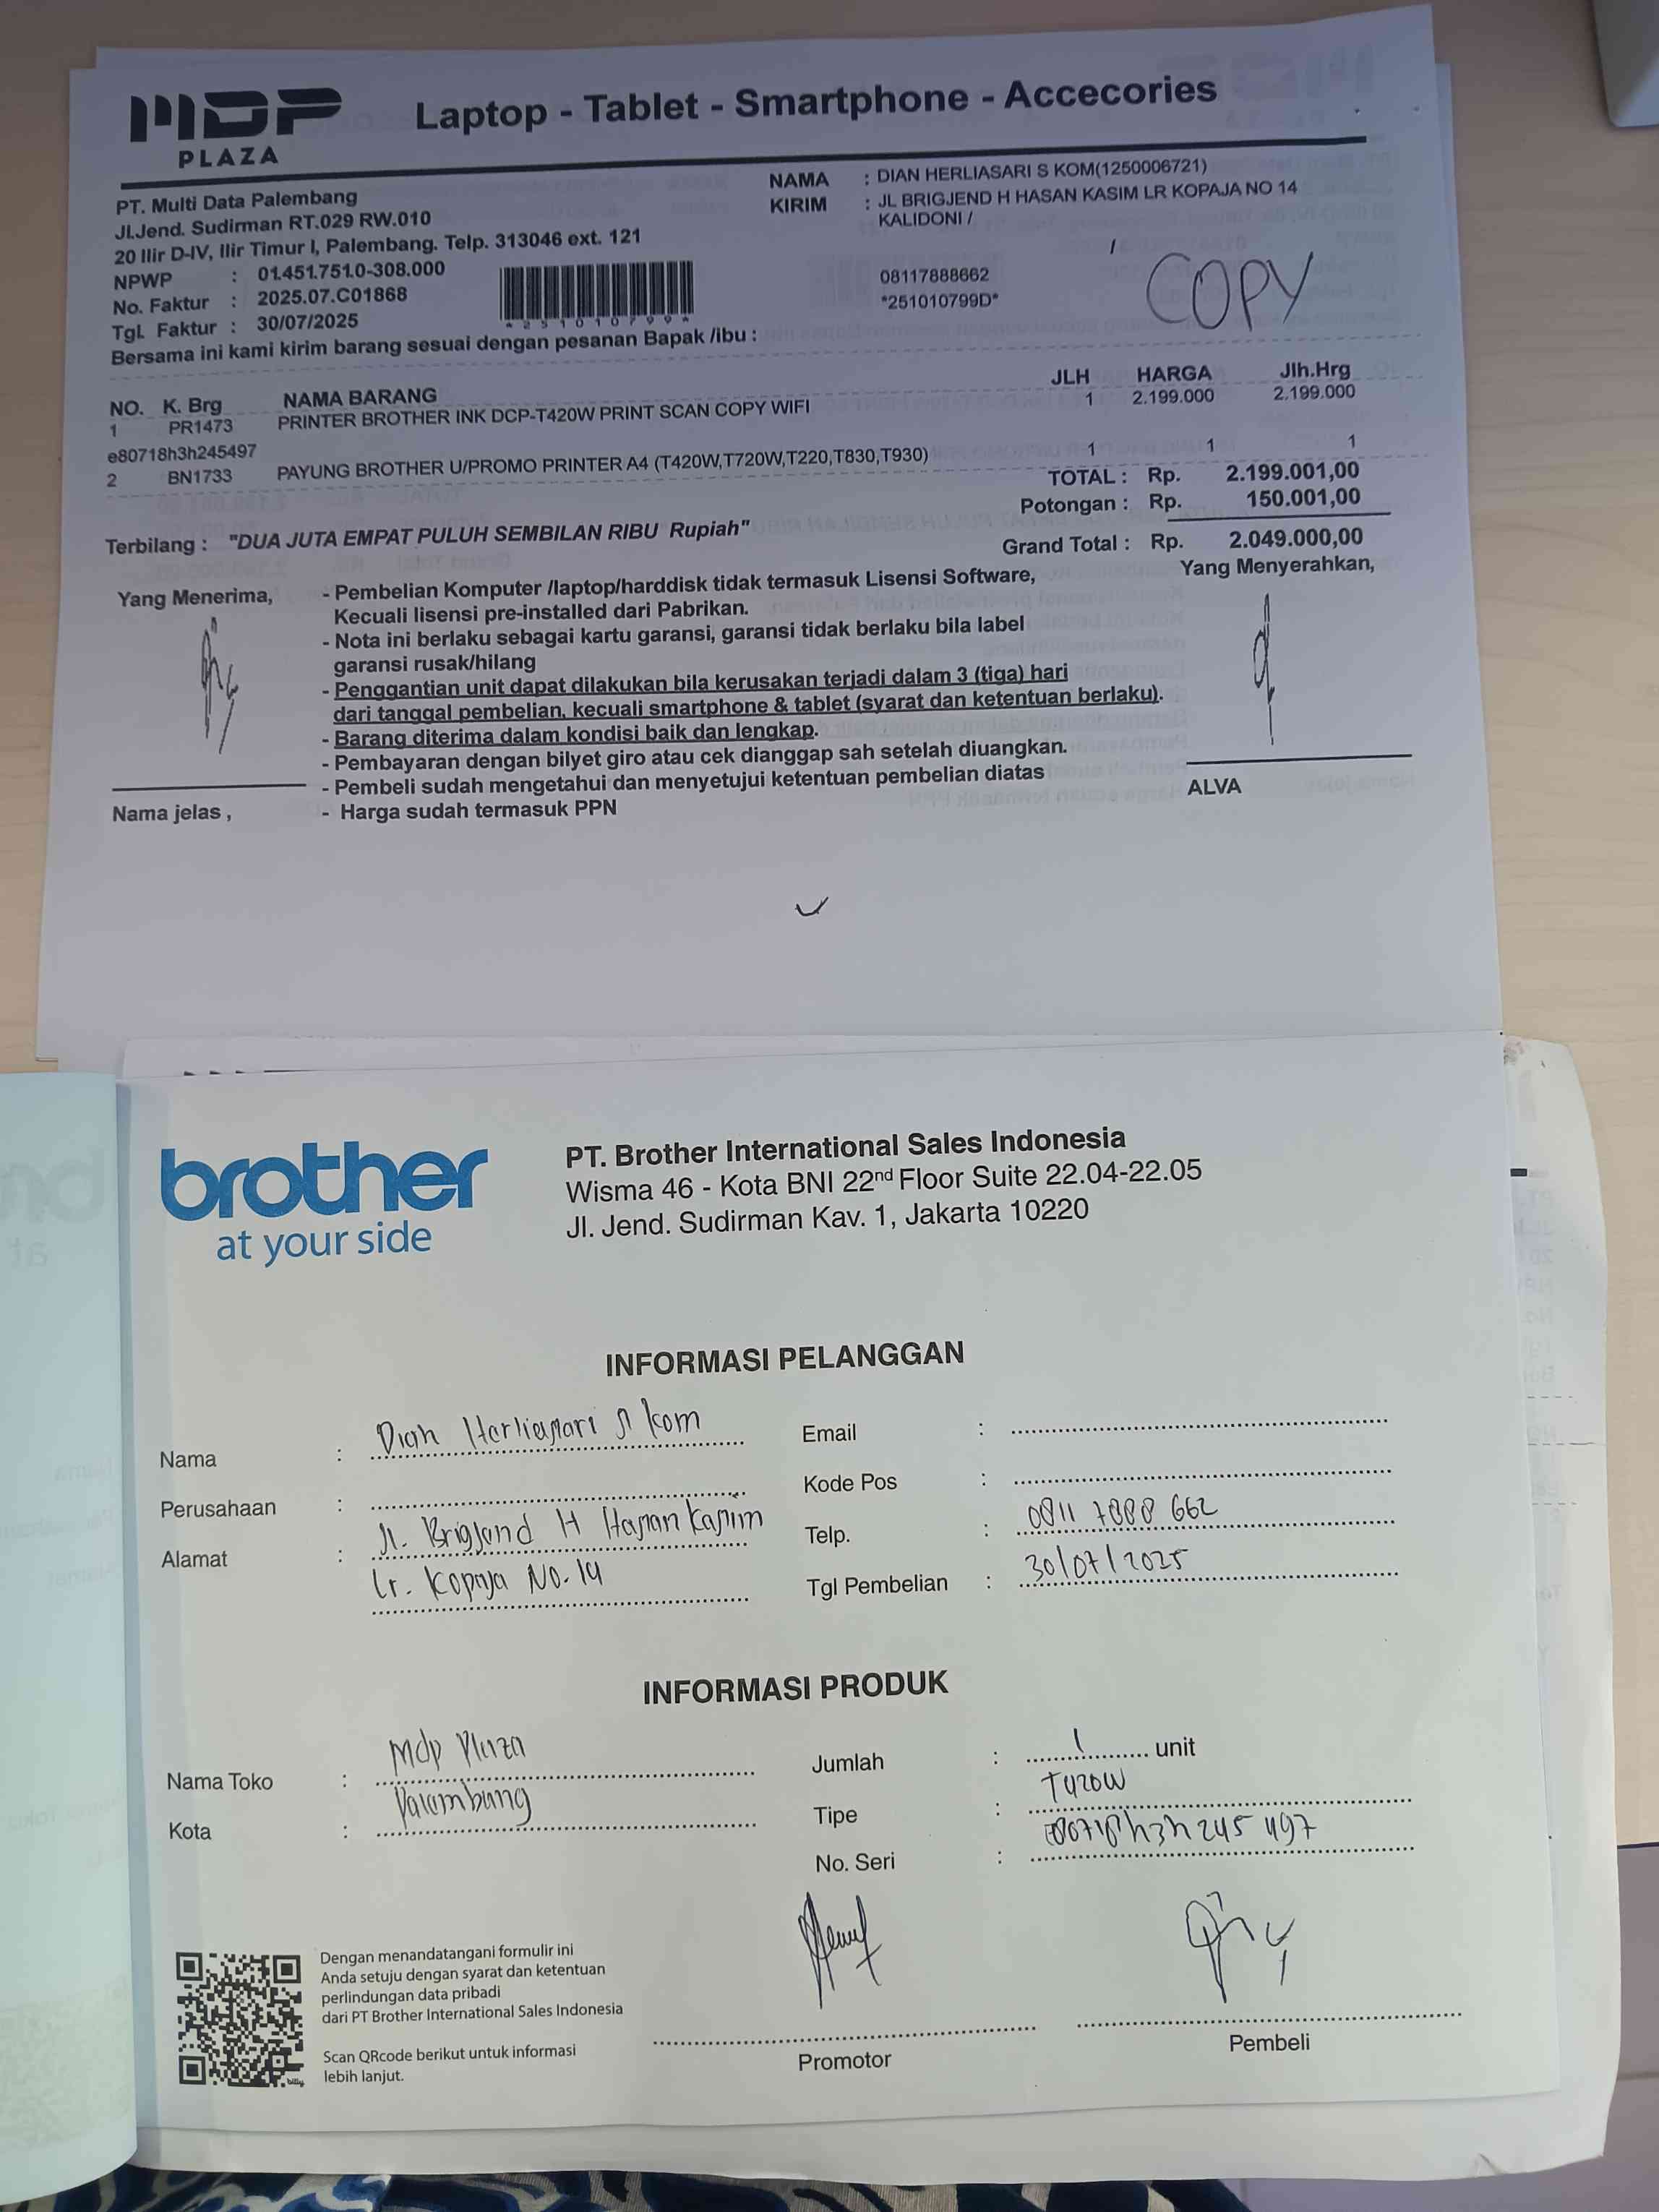 MDP
PLAZA
Laptop - Tablet - Smartphone - Accecories
PT. Multi Data Palembang
Jl.Jend. Sudirman RT.029 RW.010
20 Ilir D-IV, Ilir Timur I, Palembang. Telp. 313046 ext. 121
NPWP : 01.451.751.0-308.000
No. Faktur : 2025.07.C01868
Tgl. Faktur : 30/07/2025
*251010799*
NAMA : DIAN HERLIASARI S KOM(1250006721)
KIRIM : JL BRIGJEND H HASAN KASIM LR KOPAJA NO 14
KALIDONI /
/
08117888662
*251010799D*
COPY
Bersama ini kami kirim barang sesuai dengan pesanan Bapak /ibu :
NO. K. Brg NAMA BARANG JLH HARGA Jlh.Hrg
1 PR1473 PRINTER BROTHER INK DCP-T420W PRINT SCAN COPY WIFI 1 2.199.000 2.199.000
e80718h3h245497
2 BN1733 PAYUNG BROTHER U/PROMO PRINTER A4 (T420W,T720W,T220,T830,T930) 1 1 1
TOTAL : Rp. 2.199.001,00
Potongan : Rp. 150.001,00
Terbilang : "DUA JUTA EMPAT PULUH SEMBILAN RIBU Rupiah"
Grand Total : Rp. 2.049.000,00
Yang Menerima,
Yang Menyerahkan,
- Pembelian Komputer /laptop/harddisk tidak termasuk Lisensi Software,
Kecuali lisensi pre-installed dari Pabrikan.
- Nota ini berlaku sebagai kartu garansi, garansi tidak berlaku bila label
garansi rusak/hilang
- Penggantian unit dapat dilakukan bila kerusakan terjadi dalam 3 (tiga) hari
dari tanggal pembelian, kecuali smartphone & tablet (syarat dan ketentuan berlaku).
- Barang diterima dalam kondisi baik dan lengkap.
- Pembayaran dengan bilyet giro atau cek dianggap sah setelah diuangkan.
- Pembeli sudah mengetahui dan menyetujui ketentuan pembelian diatas
- Harga sudah termasuk PPN
Nama jelas ,
ALVA
brother
at your side
PT. Brother International Sales Indonesia
Wisma 46 - Kota BNI 22nd Floor Suite 22.04-22.05
Jl. Jend. Sudirman Kav. 1, Jakarta 10220
INFORMASI PELANGGAN
Nama : Dian Herliasari S Kom
Perusahaan :
Alamat : Jl. Brigjend H Hasan Kasim
Lr. Kopaja No. 14
Email :
Kode Pos :
Telp. : 0811 7888 662
Tgl Pembelian : 30/07/2025
INFORMASI PRODUK
Nama Toko : Mdp Plaza
Kota : Palembang
Jumlah : 1 unit
Tipe : T420W
No. Seri : E80718h3h245 497
Dengan menandatangani formulir ini
Anda setuju dengan syarat dan ketentuan
perlindungan data pribadi
dari PT Brother International Sales Indonesia
Scan QRcode berikut untuk informasi
lebih lanjut.
Promotor
Pembeli